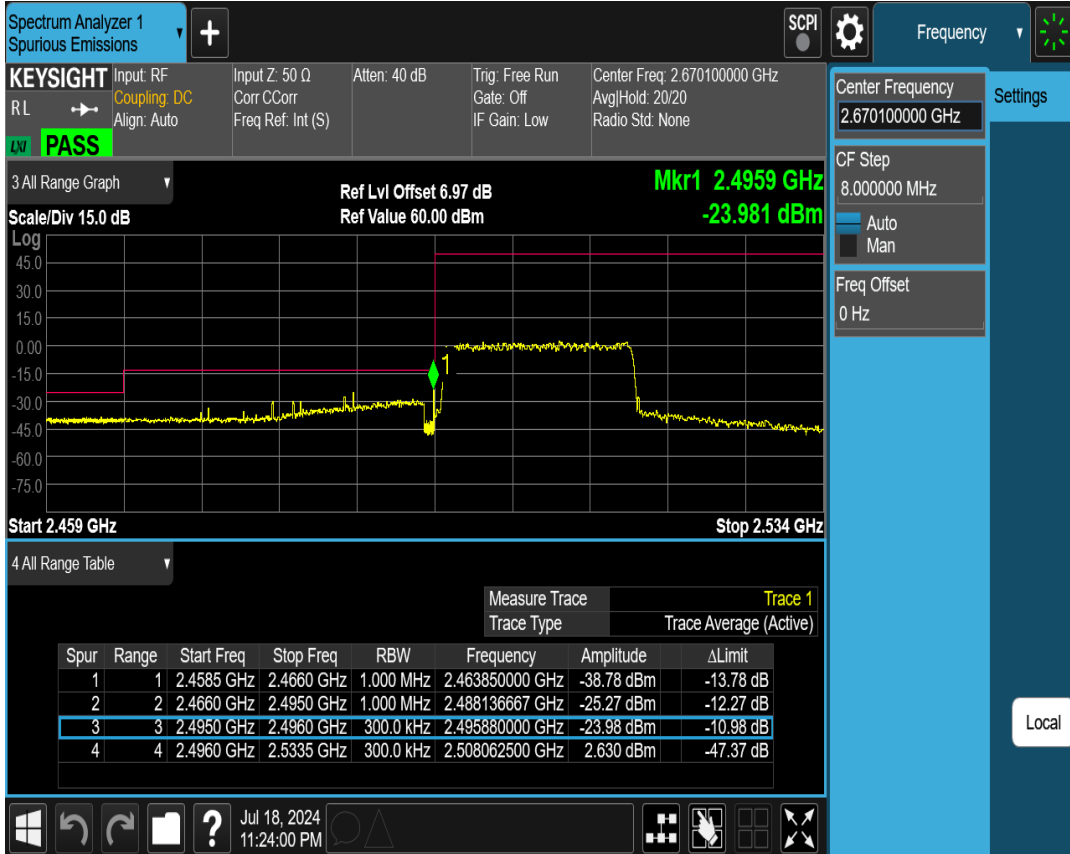 Spectrum Analyzer 1
Spurious Emissions
+
SCPI
Frequency
KEYSIGHT
RL
LXI
PASS
Input: RF
Coupling: DC
Align: Auto
Input Z: 50 Ω
Corr CCorr
Freq Ref: Int (S)
Atten: 40 dB
Trig: Free Run
Gate: Off
IF Gain: Low
Center Freq: 2.670100000 GHz
Avg|Hold: 20/20
Radio Std: None
Center Frequency
2.670100000 GHz
Settings
CF Step
8.000000 MHz
Auto
Man
Freq Offset
0 Hz
3 All Range Graph
Scale/Div 15.0 dB
Ref Lvl Offset 6.97 dB
Ref Value 60.00 dBm
Mkr1 2.4959 GHz
-23.981 dBm
Log
45.0
30.0
15.0
0.00
-15.0
-30.0
-45.0
-60.0
-75.0
1
Start 2.459 GHz
Stop 2.534 GHz
4 All Range Table
Measure Trace Trace 1
Trace Type Trace Average (Active)
Spur Range Start Freq Stop Freq RBW Frequency Amplitude ΔLimit
1 1 2.4585 GHz 2.4660 GHz 1.000 MHz 2.463850000 GHz -38.78 dBm -13.78 dB
2 2 2.4660 GHz 2.4950 GHz 1.000 MHz 2.488136667 GHz -25.27 dBm -12.27 dB
3 3 2.4950 GHz 2.4960 GHz 300.0 kHz 2.495880000 GHz -23.98 dBm -10.98 dB
4 4 2.4960 GHz 2.5335 GHz 300.0 kHz 2.508062500 GHz 2.630 dBm -47.37 dB
Local
?
Jul 18, 2024
11:24:00 PM